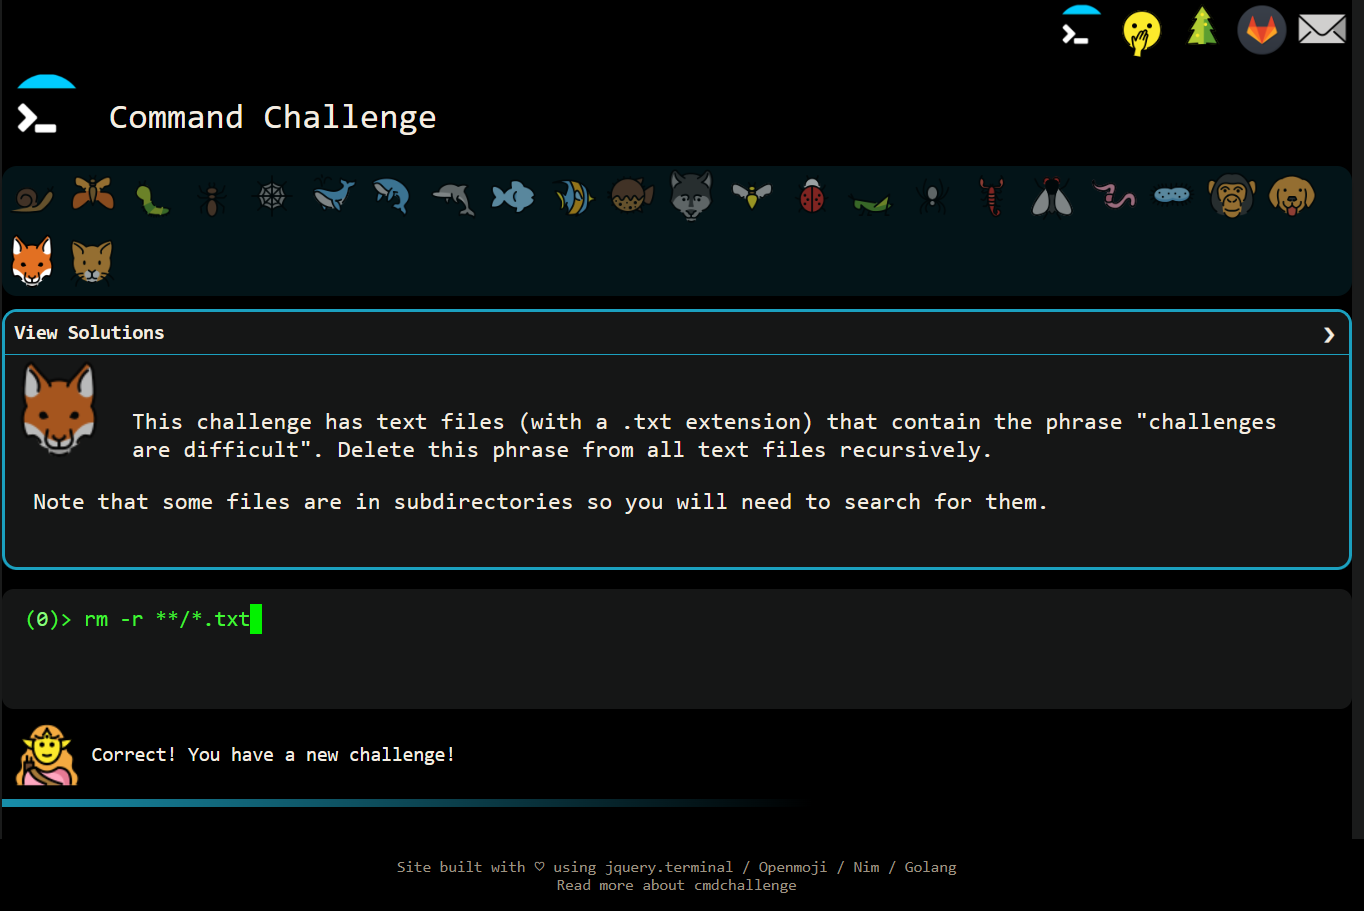 Command Challenge
View Solutions
This challenge has text files (with a .txt extension) that contain the phrase "challenges
are difficult". Delete this phrase from all text files recursively.
Note that some files are in subdirectories so you will need to search for them.
(0)> rm -r **/*.txt
Correct! You have a new challenge!
Site built with ♡ using jquery.terminal / Openmoji / Nim / Golang
Read more about cmdchallenge